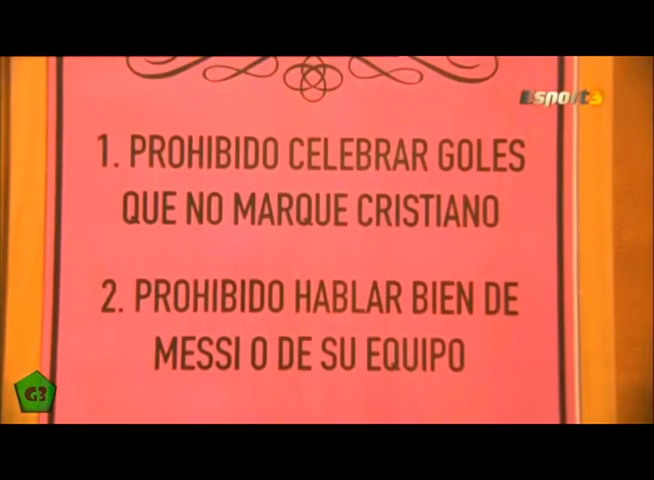 Esport3
1. PROHIBIDO CELEBRAR GOLES
QUE NO MARQUE CRISTIANO
2. PROHIBIDO HABLAR BIEN DE
MESSI O DE SU EQUIPO
G3